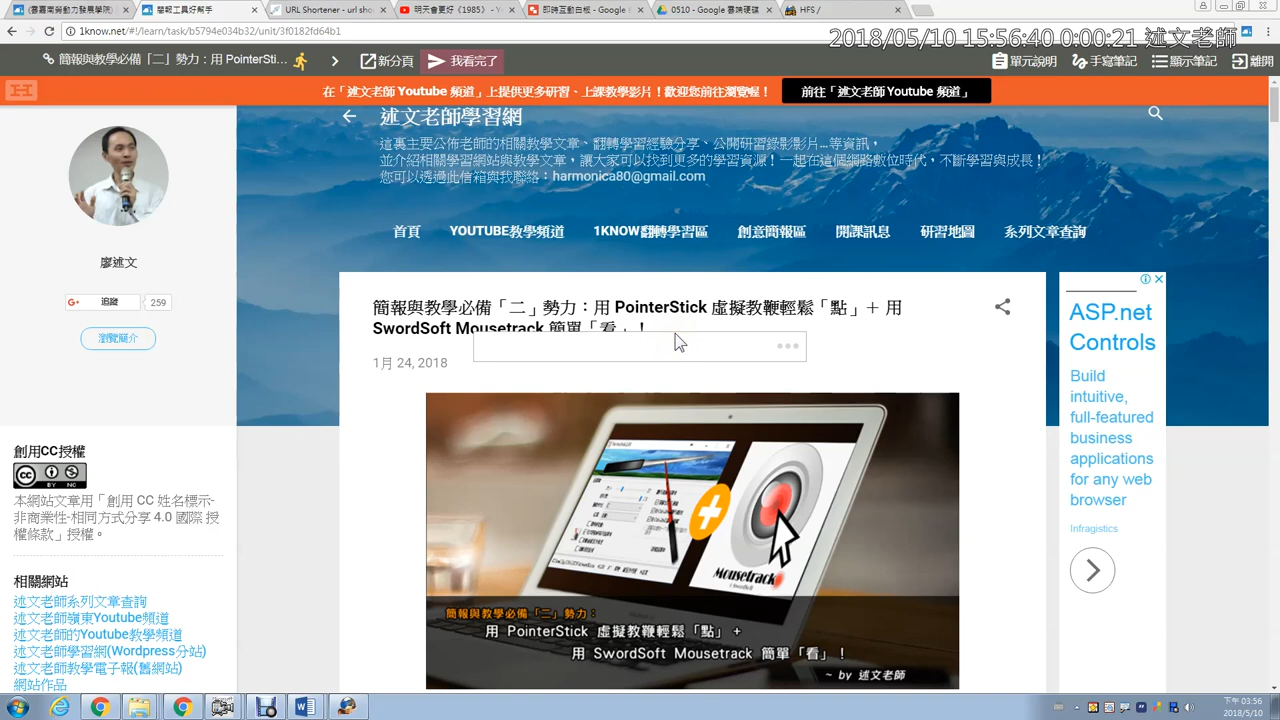 (雲嘉南勞動力發展學院)
簡報工具好幫手
URL Shortener - url sho
明天會更好《1985》 - V
即時互動白板 - Google
0510 - Google 雲端硬碟
HFS /
1know.net/#!/learn/task/b5794e034b32/unit/3f0182fd64b1
2018/05/10 15:56:40 0:00:21 述文老師
簡報與教學必備「二」勢力：用 PointerSti...
新分頁
我看完了
單元說明
手寫筆記
顯示筆記
離開
在「述文老師 Youtube 頻道」上提供更多研習、上課教學影片！歡迎您前往瀏覽喔！
前往「述文老師 Youtube 頻道」
述文老師學習網
這裏主要公佈老師的相關教學文章、翻轉學習經驗分享、公開研習錄影影片...等資訊，
並介紹相關學習網站與教學文章，讓大家可以找到更多的學習資源！一起在這個網路數位時代，不斷學習與成長！
您可以透過此信箱與我聯絡：harmonica80@gmail.com
首頁
YOUTUBE教學頻道
1KNOW翻轉學習區
創意簡報區
開課訊息
研習地圖
系列文章查詢
廖述文
G+ 追蹤 259
瀏覽簡介
創用CC授權
cc BY NC
本網站文章用「創用 CC 姓名標示-
非商業性-相同方式分享 4.0 國際 授
權條款」授權。
相關網站
述文老師系列文章查詢
述文老師嶺東Youtube頻道
述文老師的Youtube教學頻道
述文老師學習網(Wordpress分站)
述文老師教學電子報(舊網站)
網站作品
簡報與教學必備「二」勢力：用 PointerStick 虛擬教鞭輕鬆「點」＋ 用
SwordSoft Mousetrack 簡單「看」！
1月 24, 2018
Mousetrack
簡報與教學必備「二」勢力：
用 PointerStick 虛擬教鞭輕鬆「點」 +
用 SwordSoft Mousetrack 簡單「看」！
~ by 述文老師
ASP.net
Controls
Build
intuitive,
full-featured
business
applications
for any web
browser
Infragistics
下午 03:56
2018/5/10